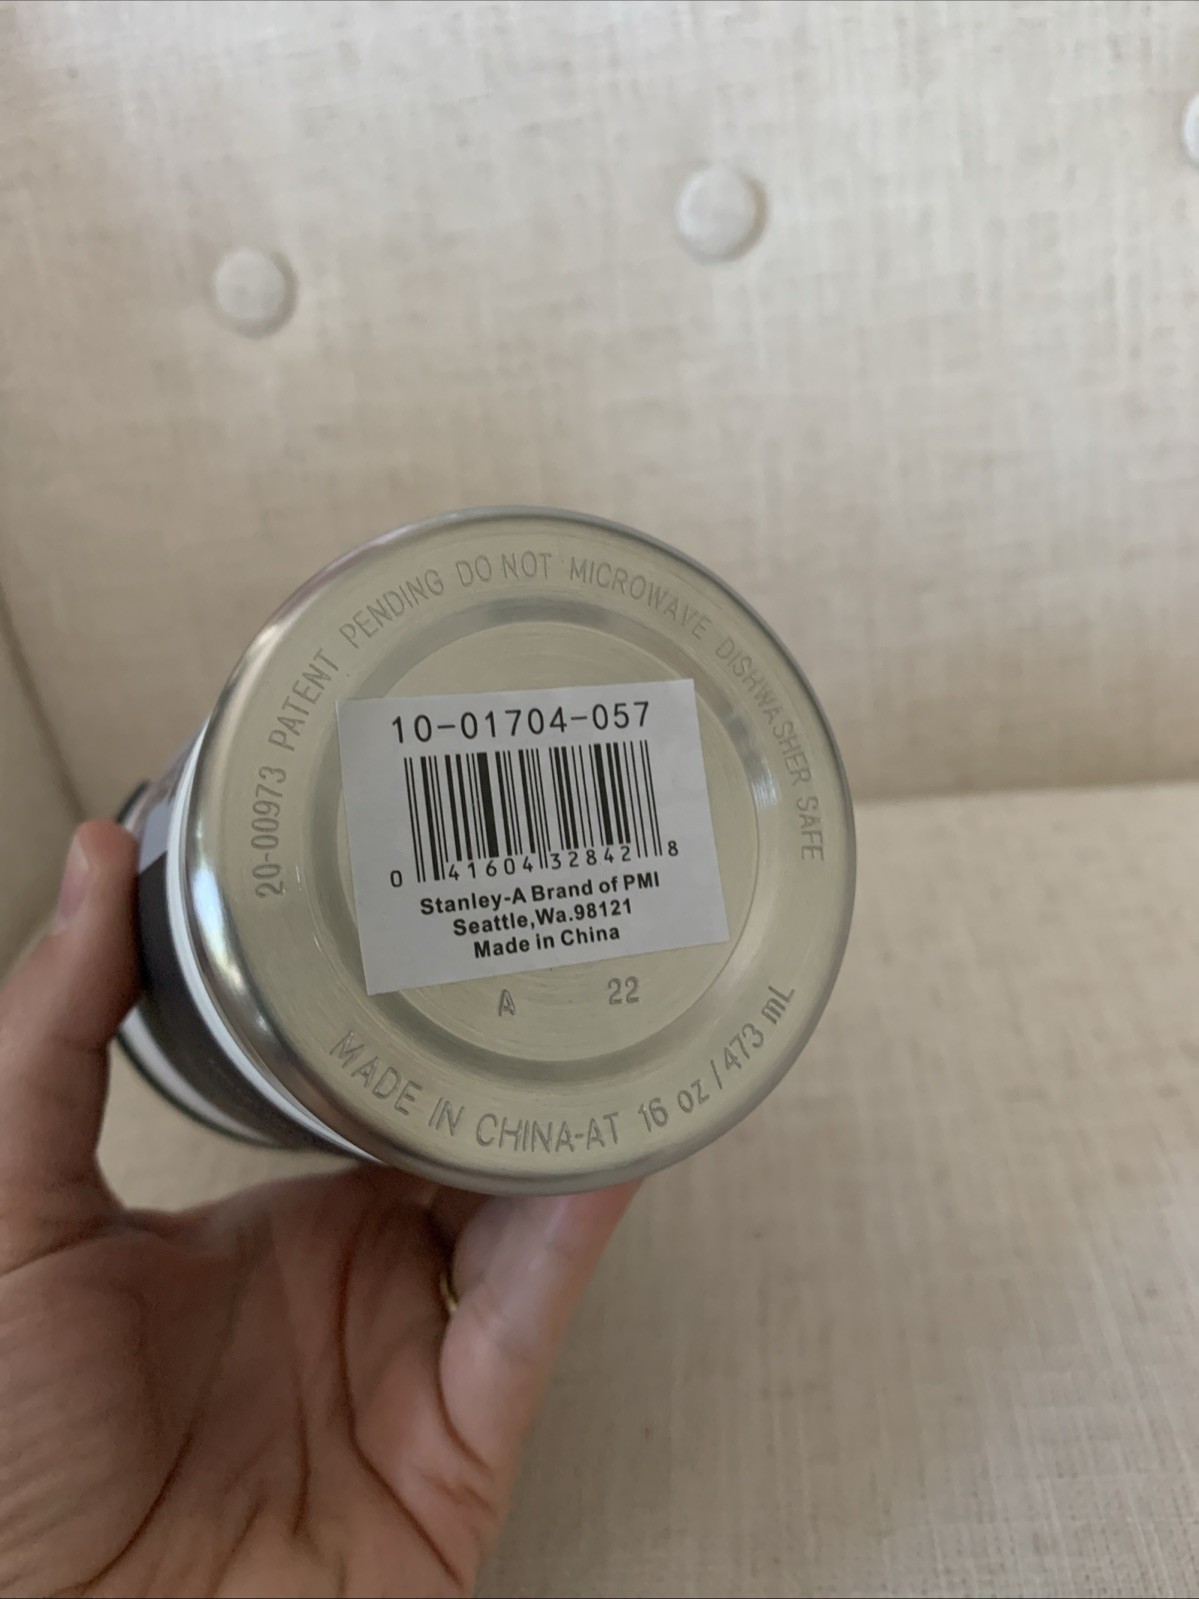 20-00973 PATENT PENDING DO NOT MICROWAVE DISHWASHER SAFE
10-01704-057
0 41604 32842 8
Stanley-A Brand of PMI
Seattle,Wa.98121
Made in China
A 22
MADE IN CHINA-AT 16 oz / 473 mL